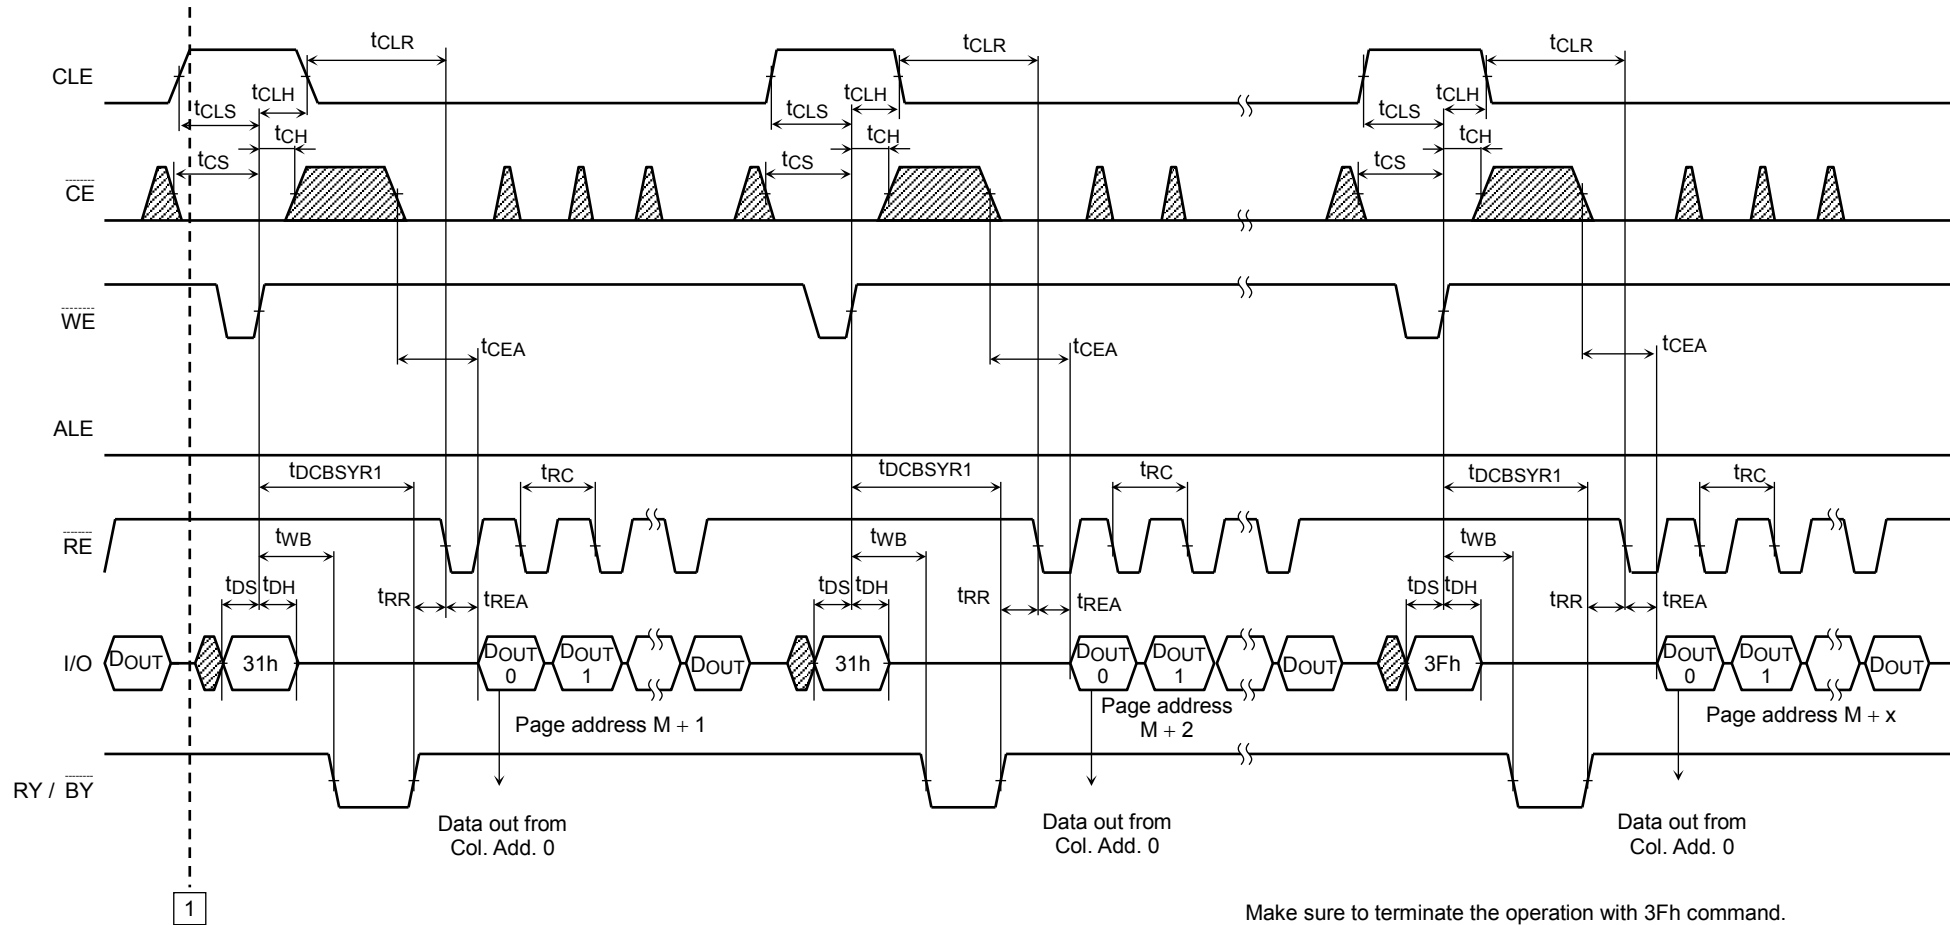 tCLR tCLR tCLR
CLE
tCLH tCLH tCLH
tCLS tCLS tCLS
tCH tCH tCH
tCS tCS tCS
CE
WE
tCEA tCEA tCEA
ALE
tDCBSYR1 tRC tDCBSYR1 tRC tDCBSYR1 tRC
RE
tWB tWB tWB
tDS tDH tDS tDH tDS tDH
tRR tREA tRR tREA tRR tREA
I/O DOUT 31h DOUT 0 DOUT 1 DOUT 31h DOUT 0 DOUT 1 DOUT 3Fh DOUT 0 DOUT 1 DOUT
Page address M + 1
Page address
M + 2
Page address M + x
RY / BY
Data out from
Col. Add. 0
Data out from
Col. Add. 0
Data out from
Col. Add. 0
1
Make sure to terminate the operation with 3Fh command.